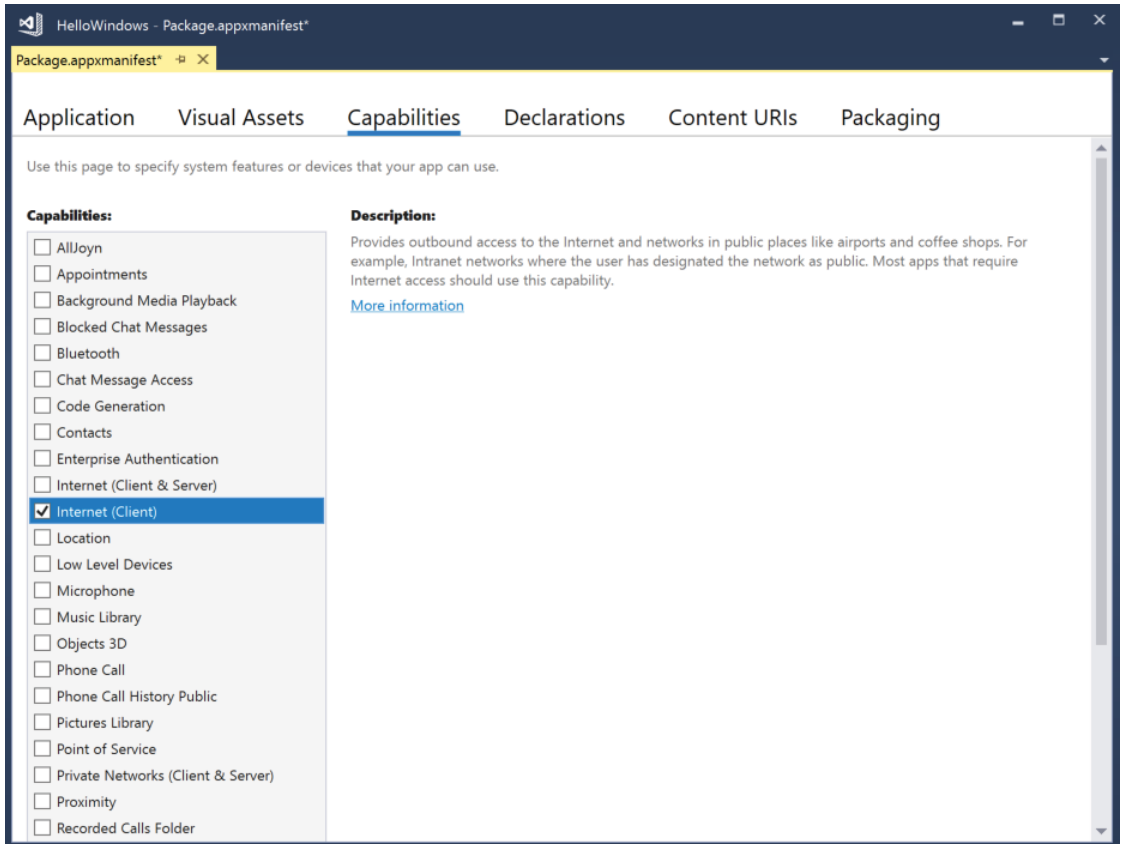 HelloWindows - Package.appxmanifest*
Package.appxmanifest*
Application Visual Assets Capabilities Declarations Content URIs Packaging
Use this page to specify system features or devices that your app can use.
Capabilities:
AllJoyn
Appointments
Background Media Playback
Blocked Chat Messages
Bluetooth
Chat Message Access
Code Generation
Contacts
Enterprise Authentication
Internet (Client & Server)
Internet (Client)
Location
Low Level Devices
Microphone
Music Library
Objects 3D
Phone Call
Phone Call History Public
Pictures Library
Point of Service
Private Networks (Client & Server)
Proximity
Recorded Calls Folder
Description:
Provides outbound access to the Internet and networks in public places like airports and coffee shops. For
example, Intranet networks where the user has designated the network as public. Most apps that require
Internet access should use this capability.
More information